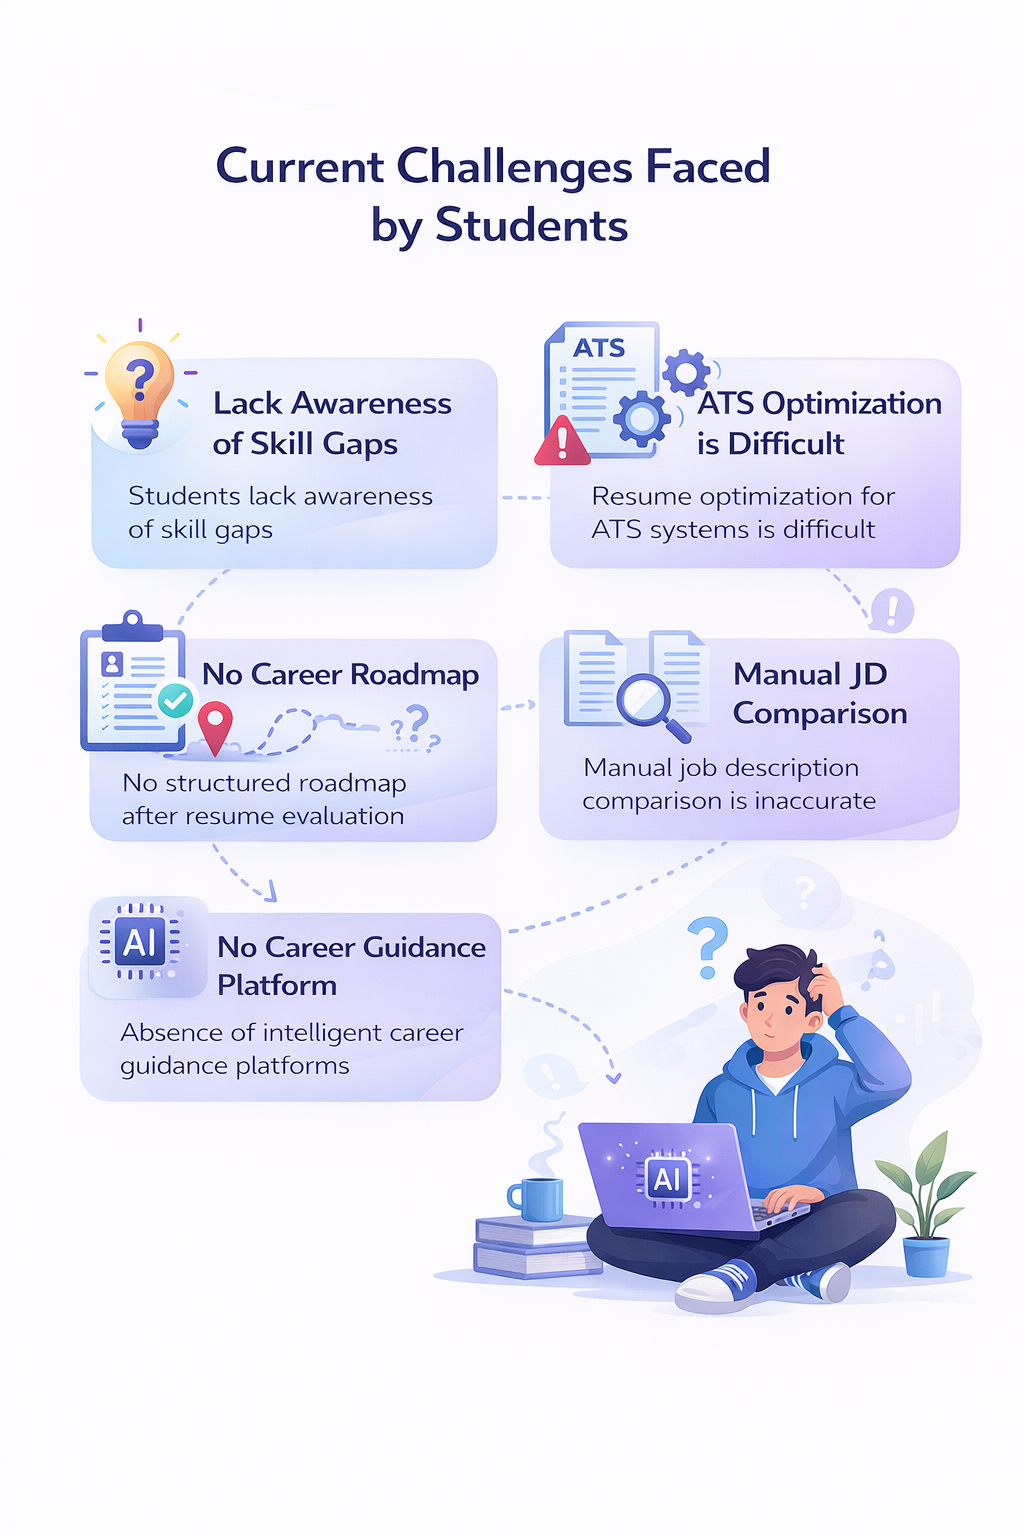 Current Challenges Faced
by Students
?
Lack Awareness
of Skill Gaps
Students lack awareness
of skill gaps
ATS
!
ATS Optimization
is Difficult
Resume optimization for
ATS systems is difficult
No Career Roadmap
? ? ?
No structured roadmap
after resume evaluation
!
Manual JD
Comparison
Manual job description
comparison is inaccurate
AI
No Career Guidance
Platform
Absence of intelligent career
guidance platforms
?
?
?
!
AI